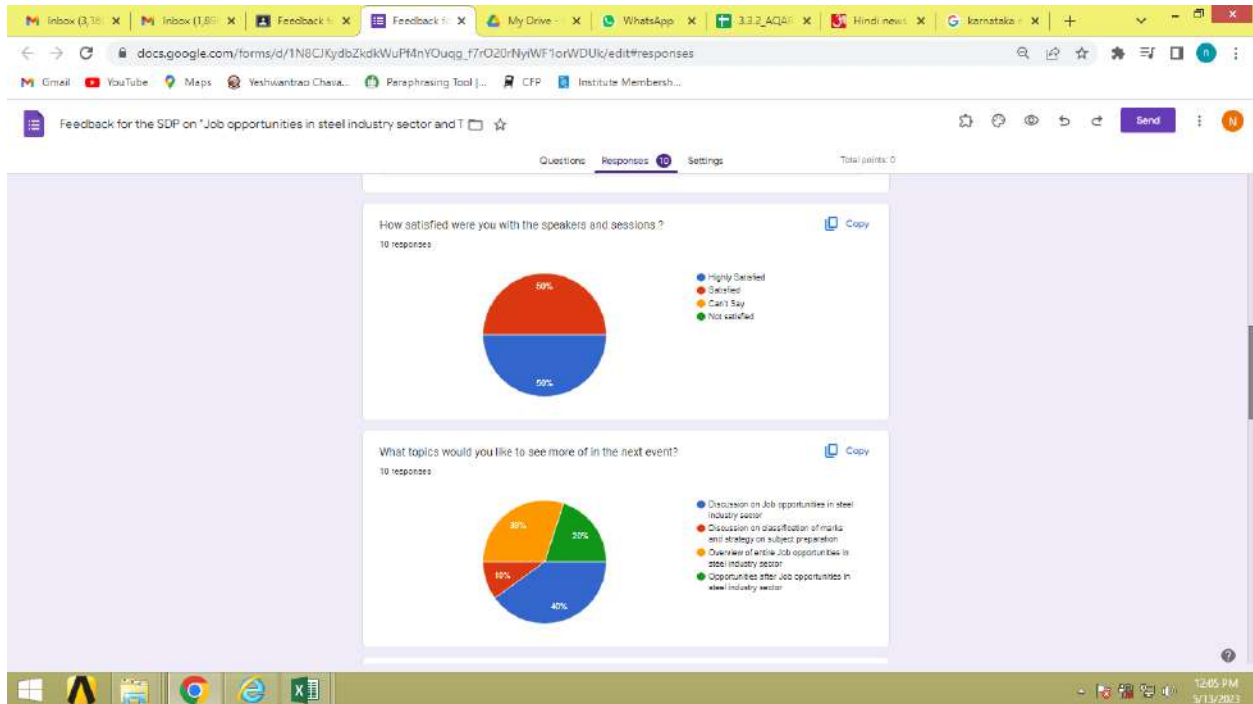 Inbox (3,18
Inbox (1,86
Feedback f
Feedback f
My Drive -
WhatsApp
3.3.2_AQAR
Hindi news
karnataka
docs.google.com/forms/d/
/edit#responses
Gmail
YouTube
Maps
Yeshwantrao Chava...
Paraphrasing Tool |...
CFP
Institute Membersh...
Feedback for the SDP on "Job opportunities in steel industry sector and T
Send
N
Questions
Responses 10
Settings
Total points: 0
How satisfied were you with the speakers and sessions ?
Copy
10 responses
50%
50%
Highly Satisfied
Satisfied
Can't Say
Not satisfied
What topics would you like to see more of in the next event?
Copy
10 responses
30%
20%
10%
40%
Discussion on Job opportunities in steel
industry sector
Discussion on classification of marks
and strategy on subject preparation
Overview of entire Job opportunities in
steel industry sector
Opportunities after Job opportunities in
steel industry sector
12:05 PM
5/13/2023